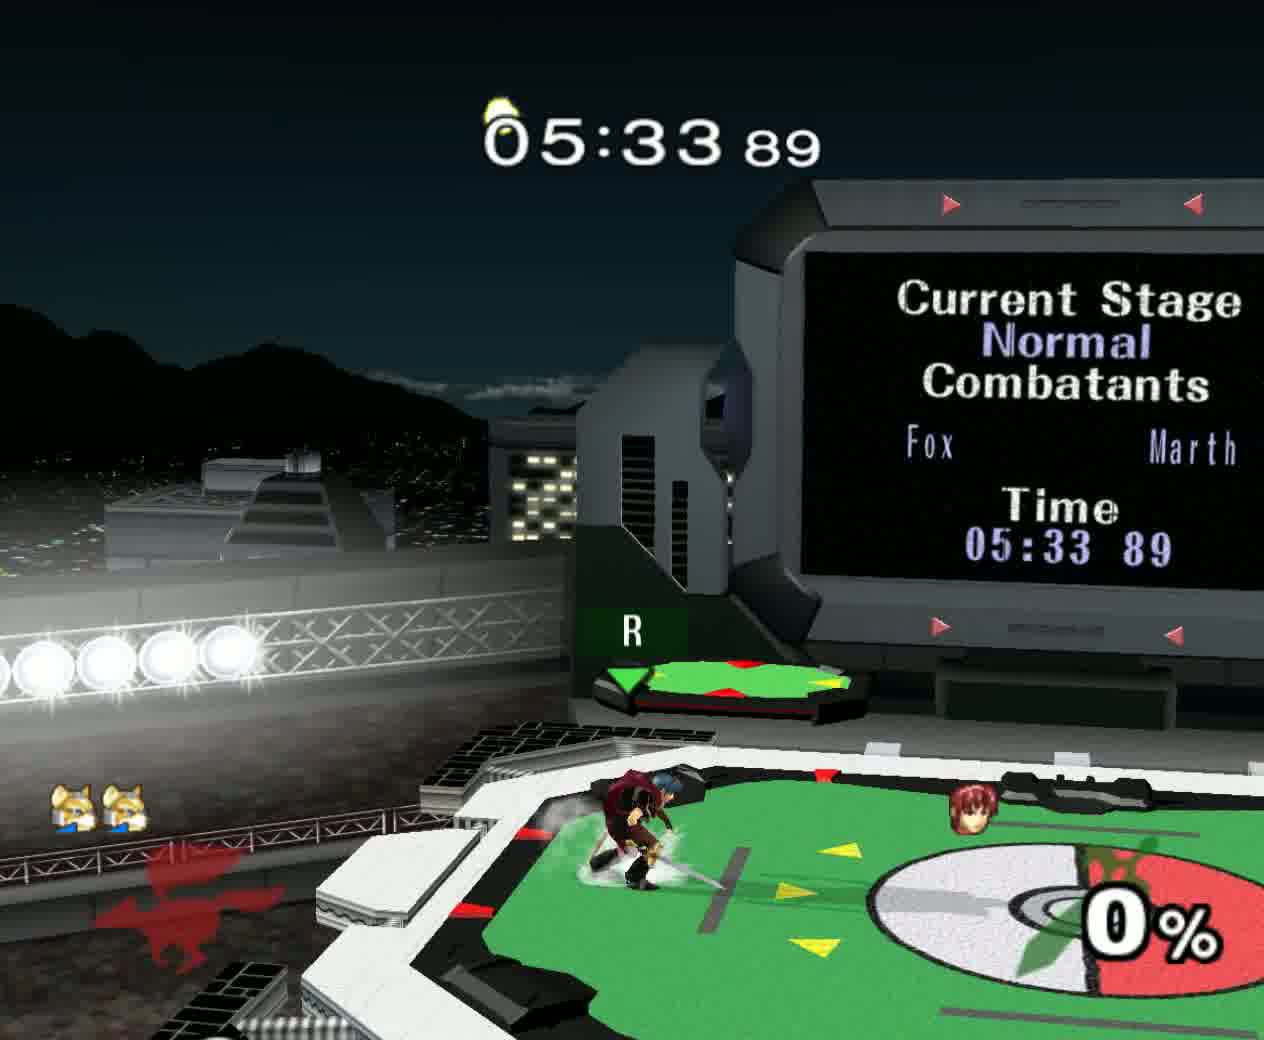 05:33 89
Current Stage
Normal
Combatants
Fox Marth
Time
05:33 89
R
0%